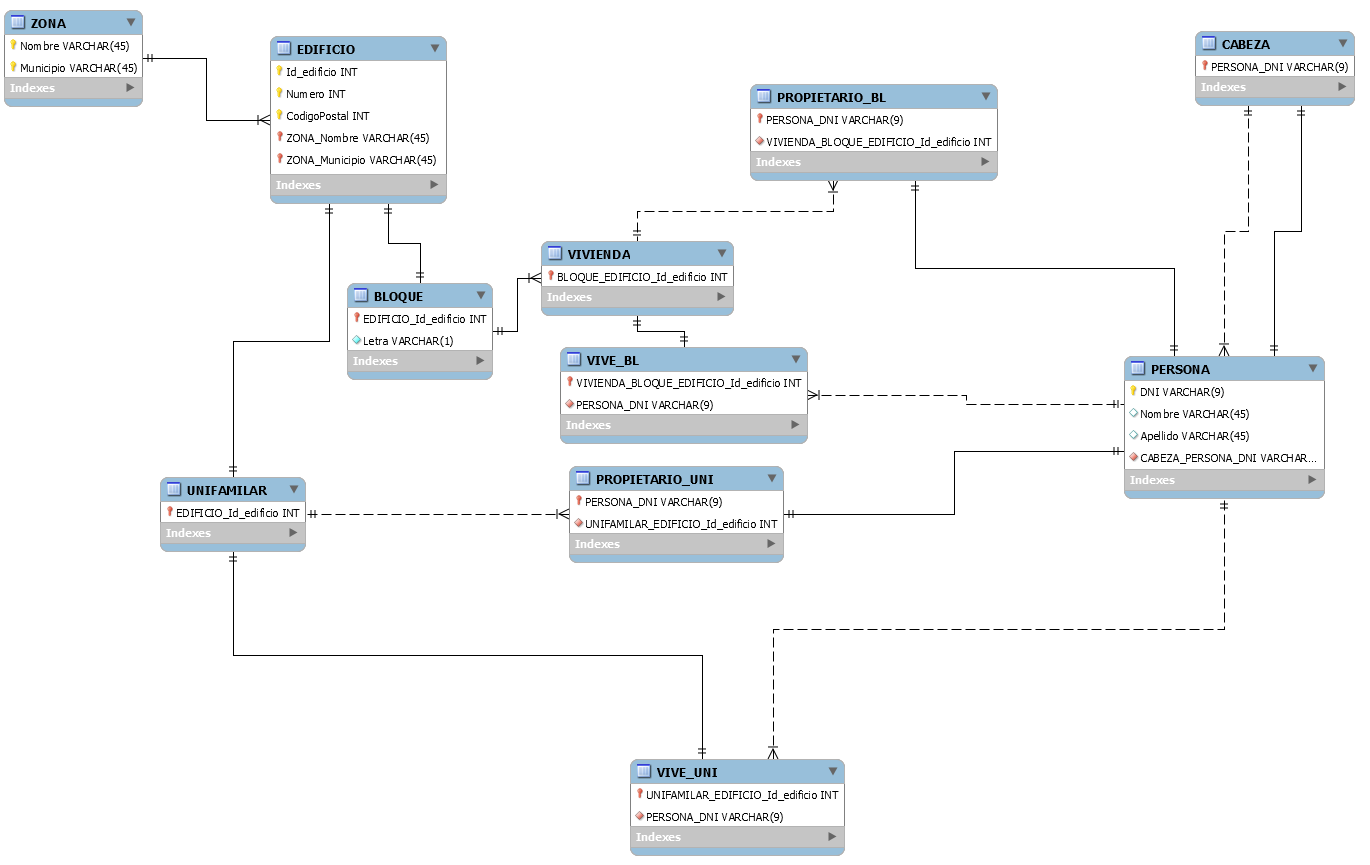 ZONA
Nombre VARCHAR(45)
Municipio VARCHAR(45)
Indexes
EDIFICIO
Id_edificio INT
Numero INT
CodigoPostal INT
ZONA_Nombre VARCHAR(45)
ZONA_Municipio VARCHAR(45)
Indexes
CABEZA
PERSONA_DNI VARCHAR(9)
Indexes
PROPIETARIO_BL
PERSONA_DNI VARCHAR(9)
VIVIENDA_BLOQUE_EDIFICIO_Id_edificio INT
Indexes
VIVIENDA
BLOQUE_EDIFICIO_Id_edificio INT
Indexes
BLOQUE
EDIFICIO_Id_edificio INT
Letra VARCHAR(1)
Indexes
VIVE_BL
VIVIENDA_BLOQUE_EDIFICIO_Id_edificio INT
PERSONA_DNI VARCHAR(9)
Indexes
PERSONA
DNI VARCHAR(9)
Nombre VARCHAR(45)
Apellido VARCHAR(45)
CABEZA_PERSONA_DNI VARCHAR...
Indexes
UNIFAMILAR
EDIFICIO_Id_edificio INT
Indexes
PROPIETARIO_UNI
PERSONA_DNI VARCHAR(9)
UNIFAMILAR_EDIFICIO_Id_edificio INT
Indexes
VIVE_UNI
UNIFAMILAR_EDIFICIO_Id_edificio INT
PERSONA_DNI VARCHAR(9)
Indexes